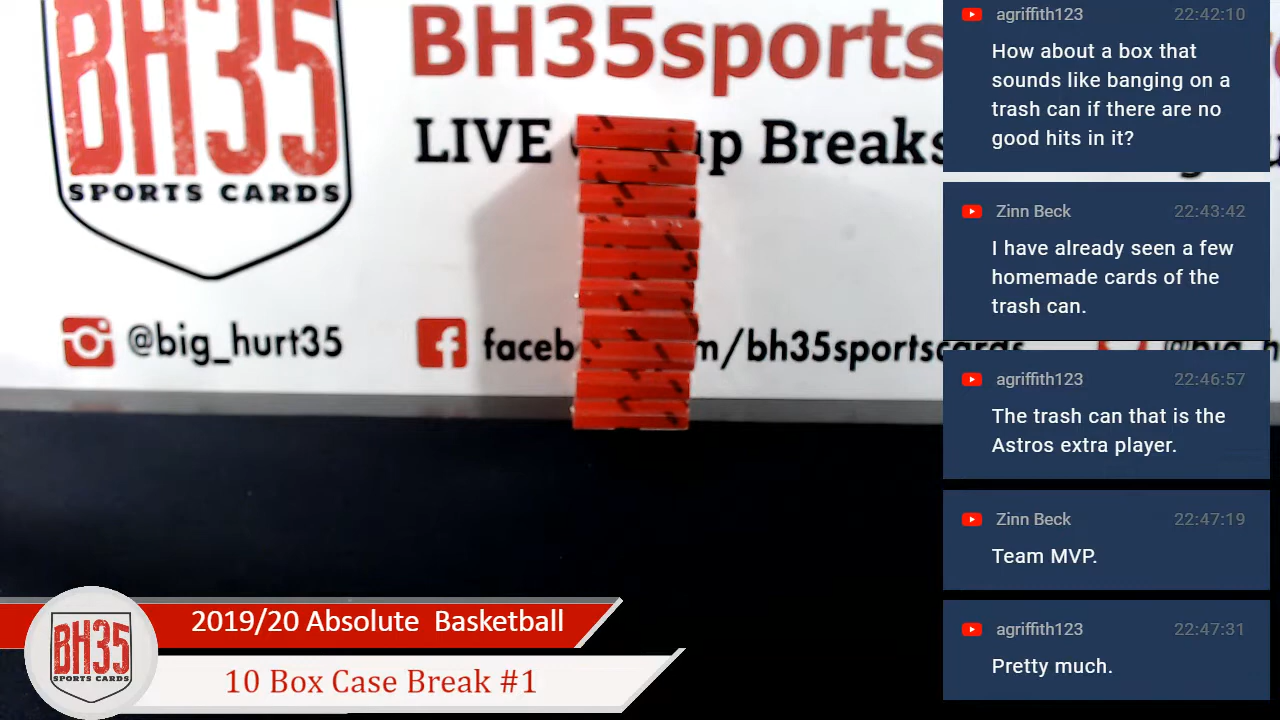 BH35
SPORTS CARDS
BH35sports
LIVE up Breaks
@big_hurt35
faceb m/bh35sportscards
2019/20 Absolute Basketball
10 Box Case Break #1
BH35
SPORTS CARDS
agriffith123 22:42:10
How about a box that
sounds like banging on a
trash can if there are no
good hits in it?
Zinn Beck 22:43:42
I have already seen a few
homemade cards of the
trash can.
agriffith123 22:46:57
The trash can that is the
Astros extra player.
Zinn Beck 22:47:19
Team MVP.
agriffith123 22:47:31
Pretty much.